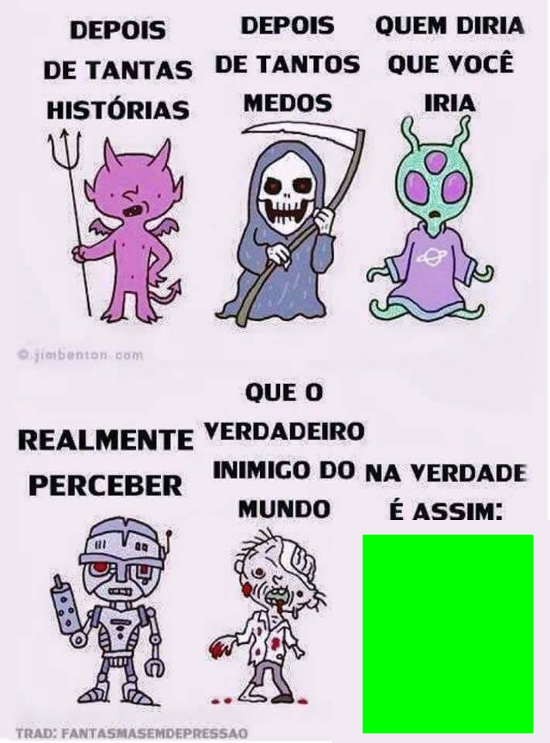 DEPOIS
DE TANTAS
HISTÓRIAS
DEPOIS
DE TANTOS
MEDOS
QUEM DIRIA
QUE VOCÊ
IRIA
© jimbenton.com
REALMENTE
PERCEBER
QUE O
VERDADEIRO
INIMIGO DO
MUNDO
NA VERDADE
É ASSIM:
TRAD: FANTASMASEMDEPRESSAO